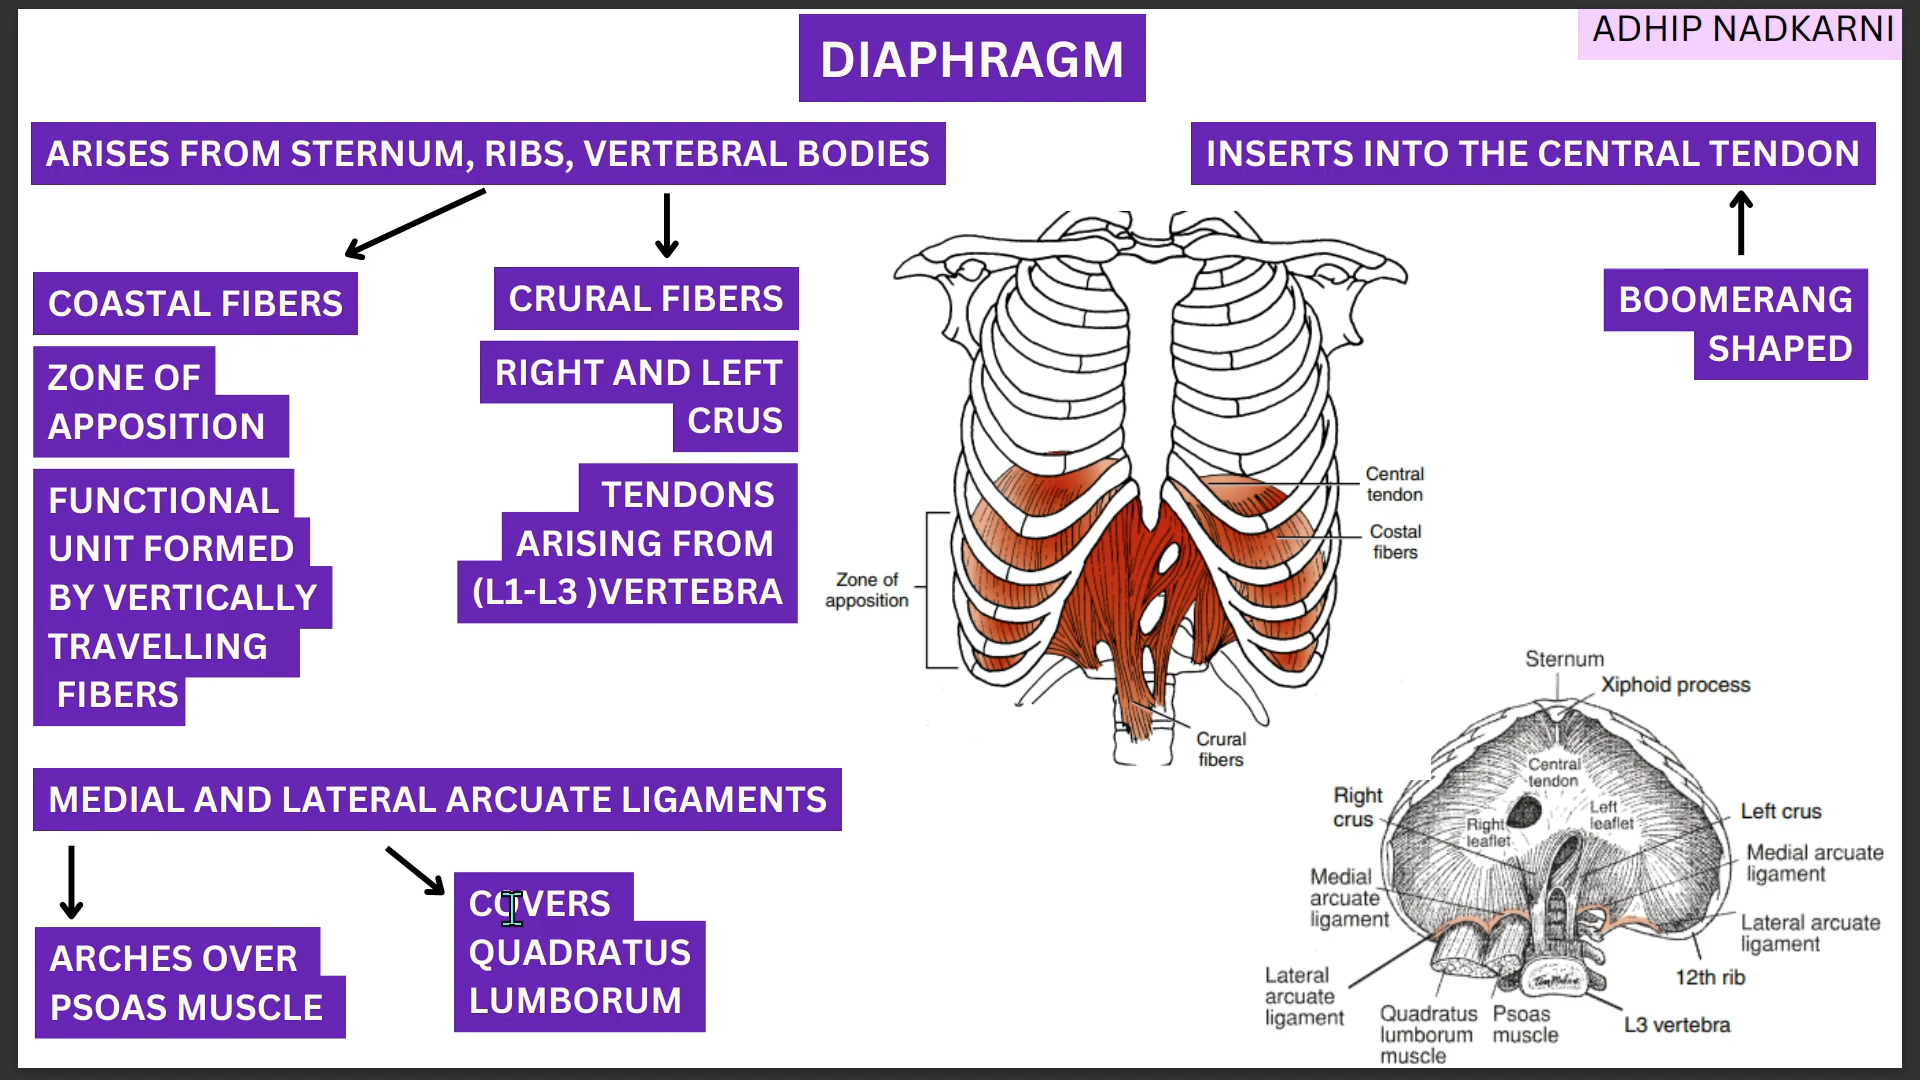 DIAPHRAGM
ADHIP NADKARNI
ARISES FROM STERNUM, RIBS, VERTEBRAL BODIES
INSERTS INTO THE CENTRAL TENDON
COASTAL FIBERS
ZONE OF
APPOSITION
FUNCTIONAL
UNIT FORMED
BY VERTICALLY
TRAVELLING
FIBERS
CRURAL FIBERS
RIGHT AND LEFT
CRUS
TENDONS
ARISING FROM
(L1-L3 )VERTEBRA
BOOMERANG
SHAPED
Central
tendon
Costal
fibers
Zone of
apposition
Crural
fibers
MEDIAL AND LATERAL ARCUATE LIGAMENTS
ARCHES OVER
PSOAS MUSCLE
COVERS
QUADRATUS
LUMBORUM
Sternum
Xiphoid process
Central
tendon
Right
crus
Right
leaflet
Left
leaflet
Left crus
Medial arcuate
ligament
Medial
arcuate
ligament
Lateral arcuate
ligament
12th rib
Lateral
arcuate
ligament
Quadratus
lumborum
muscle
Psoas
muscle
L3 vertebra